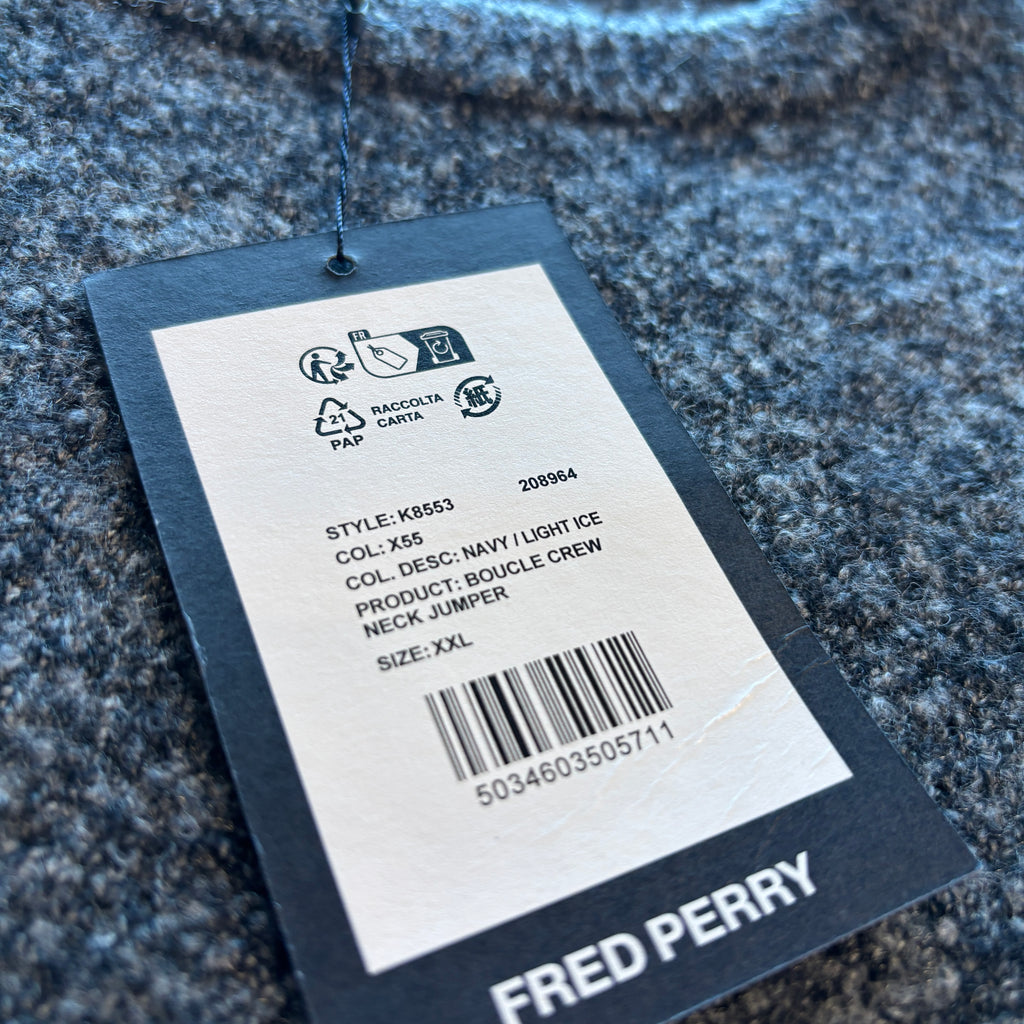 FR
21
PAP
RACCOLTA
CARTA
紙
208964
STYLE: K8553
COL: X55
COL. DESC: NAVY / LIGHT ICE
PRODUCT: BOUCLE CREW
NECK JUMPER
SIZE: XXL
5034603505711
FRED PERRY